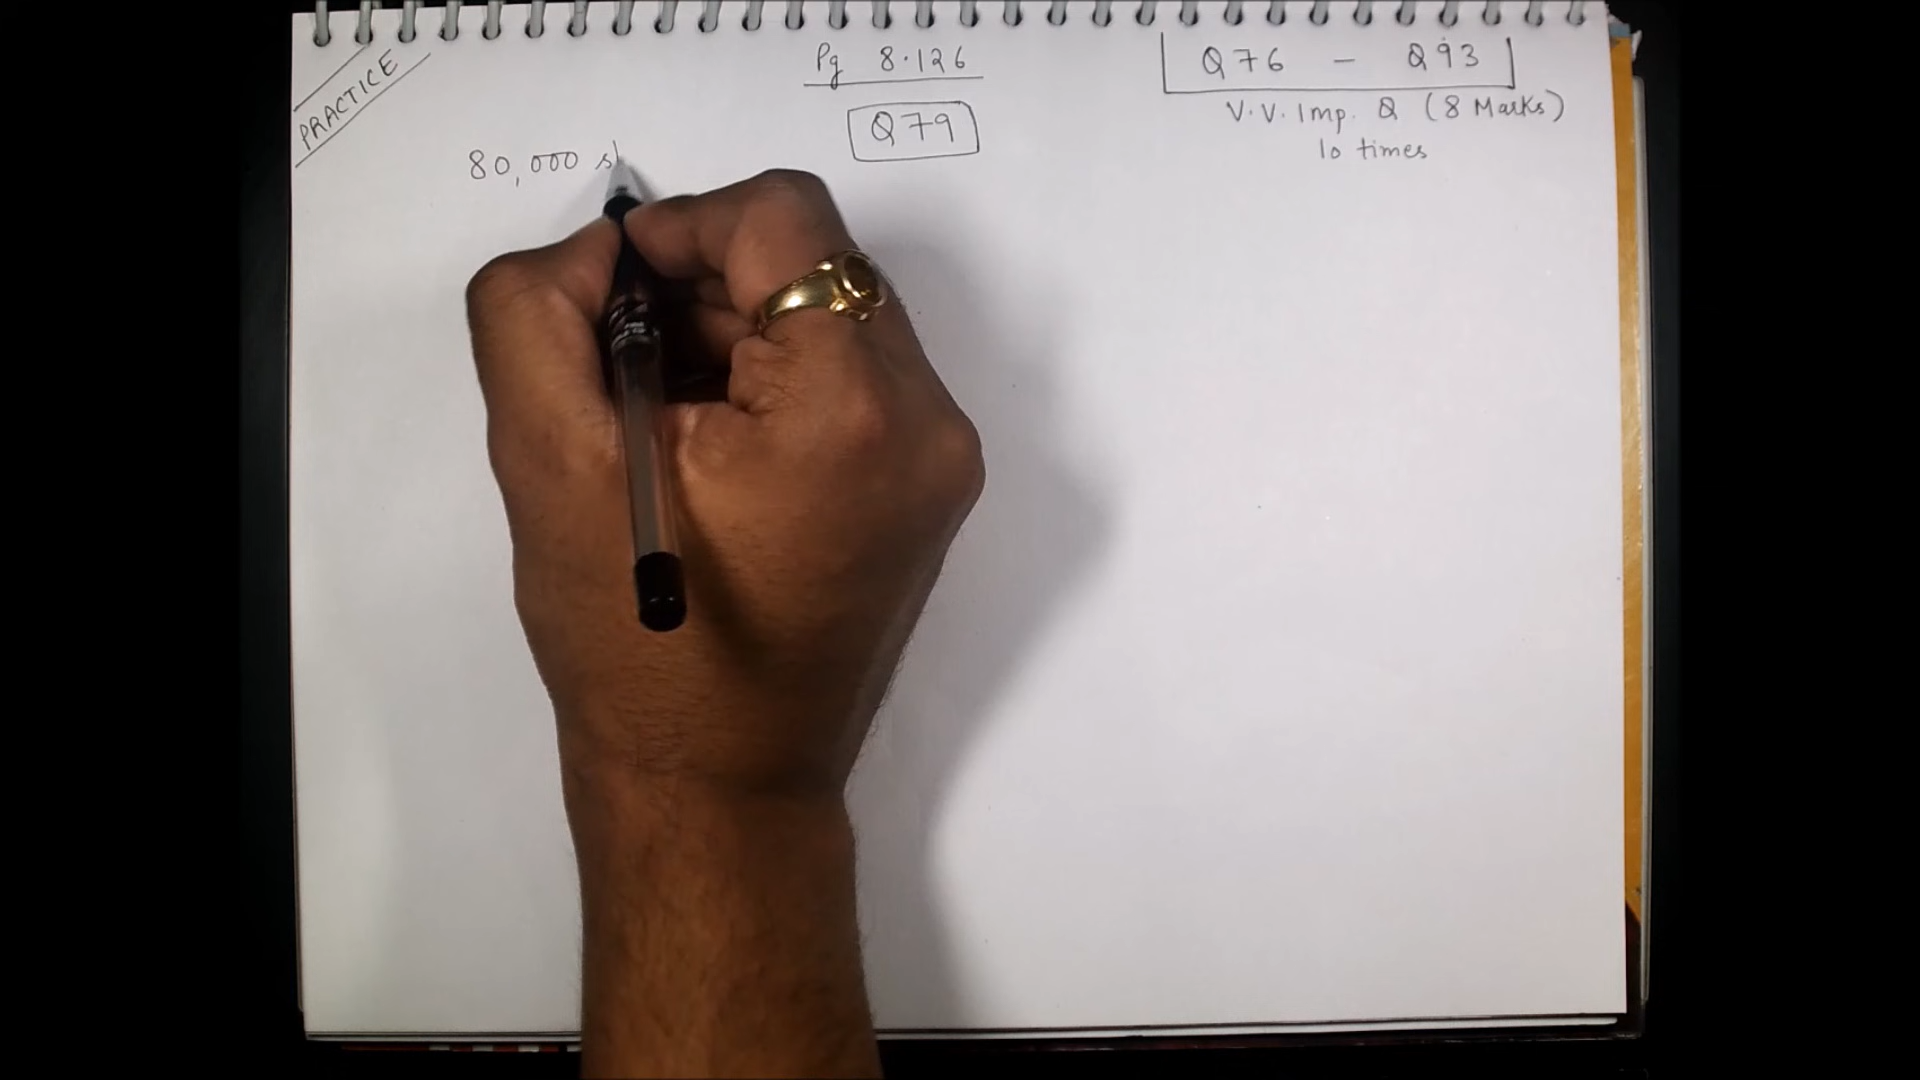 PRACTICE
Pg 8.126
Q79
Q76 - Q93
V.V. Imp. Q (8 Marks)
10 times
80,000